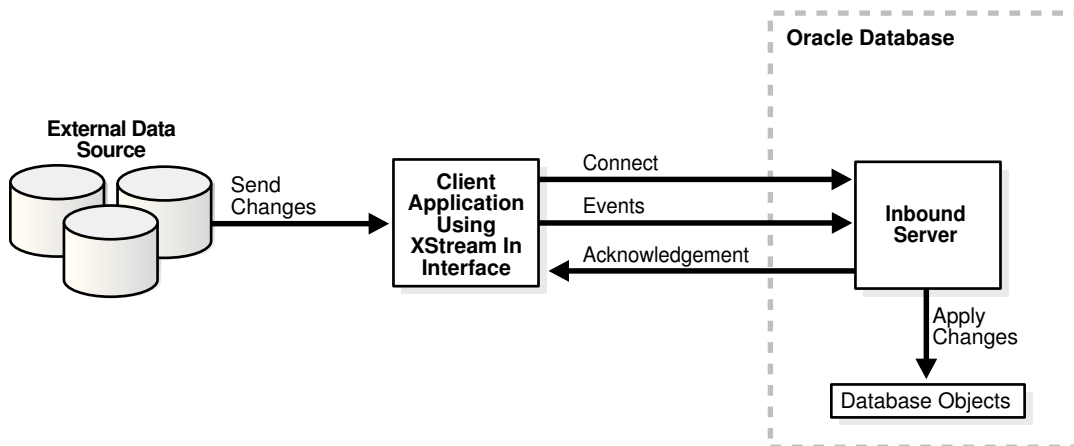 Oracle Database
External Data
Source
Send
Changes
Client
Application
Using
XStream In
Interface
Connect
Events
Acknowledgement
Inbound
Server
Apply
Changes
Database Objects